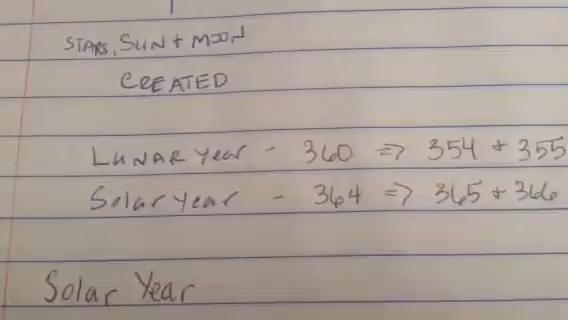 STARS, SUN + MOON
CREATED
LUNAR Year - 360 => 354 + 355
Solar year - 364 => 365 + 366
Solar Year